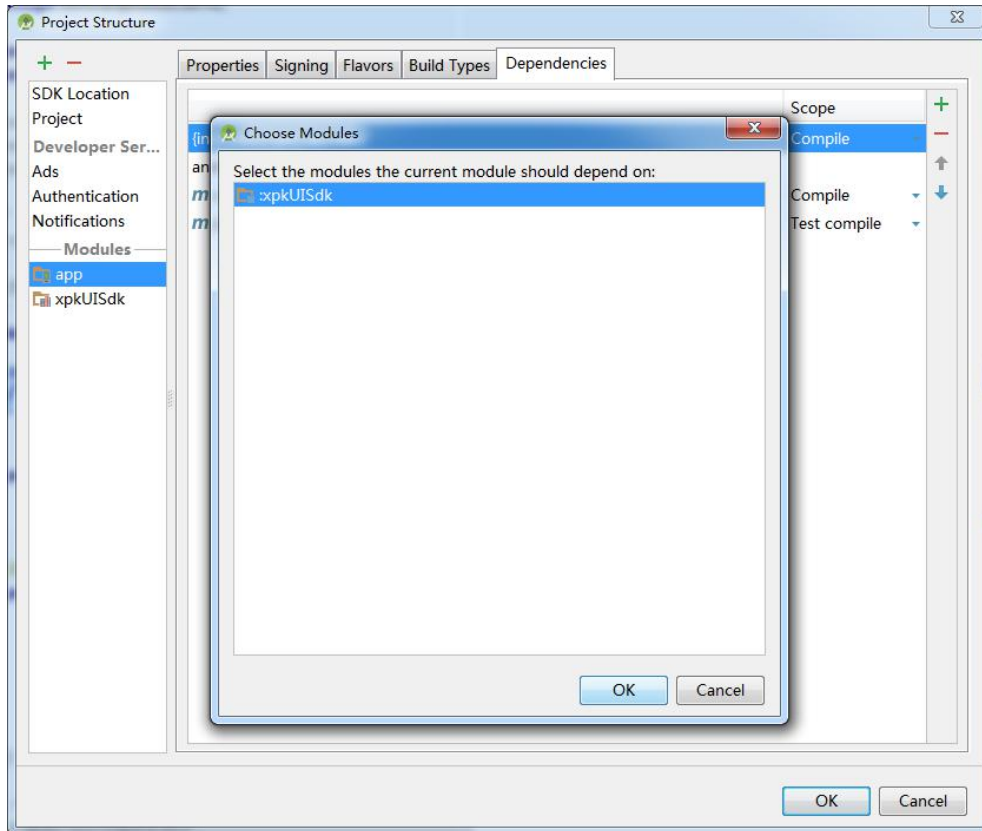 Project Structure
Properties Signing Flavors Build Types Dependencies
SDK Location
Project
Developer Ser...
Ads
Authentication
Notifications
Modules
app
xpkUISdk
Scope
{in Compile
an
m Compile
m Test compile
Choose Modules
Select the modules the current module should depend on:
:xpkUISdk
OK Cancel
OK Cancel